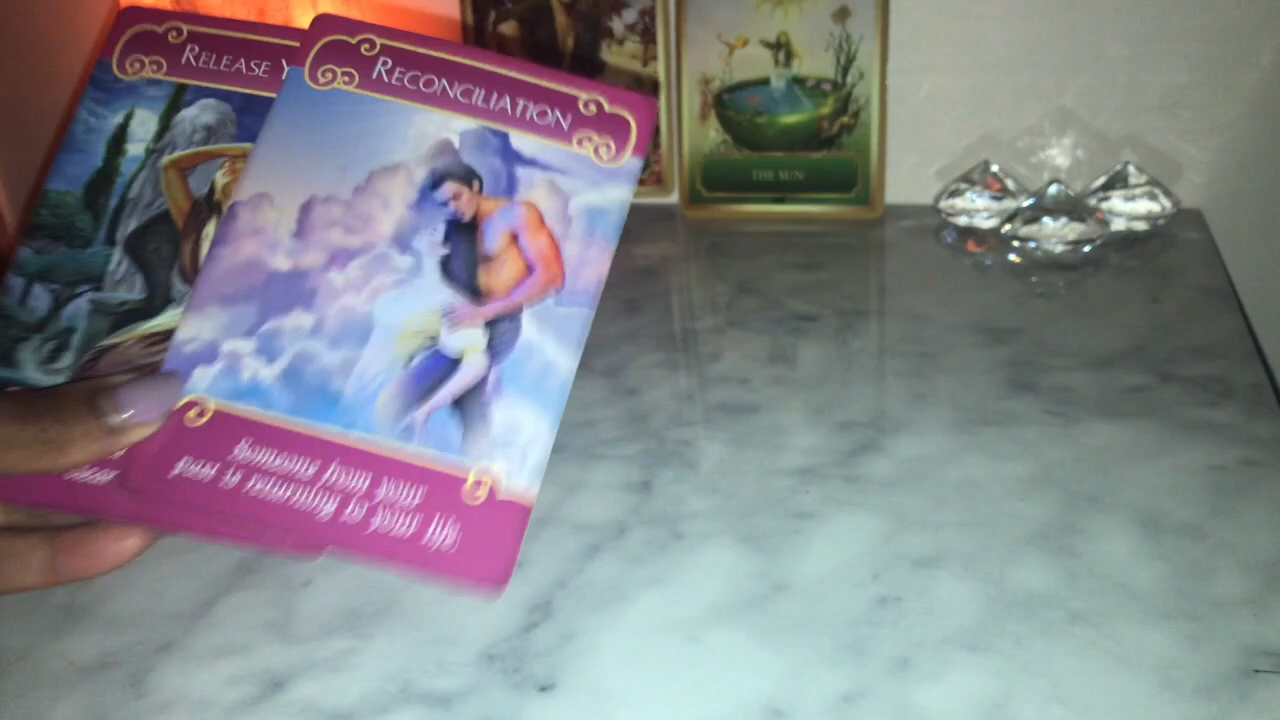 RELEASE
RECONCILIATION
THE SUN
Someone from your
past is returning to your life